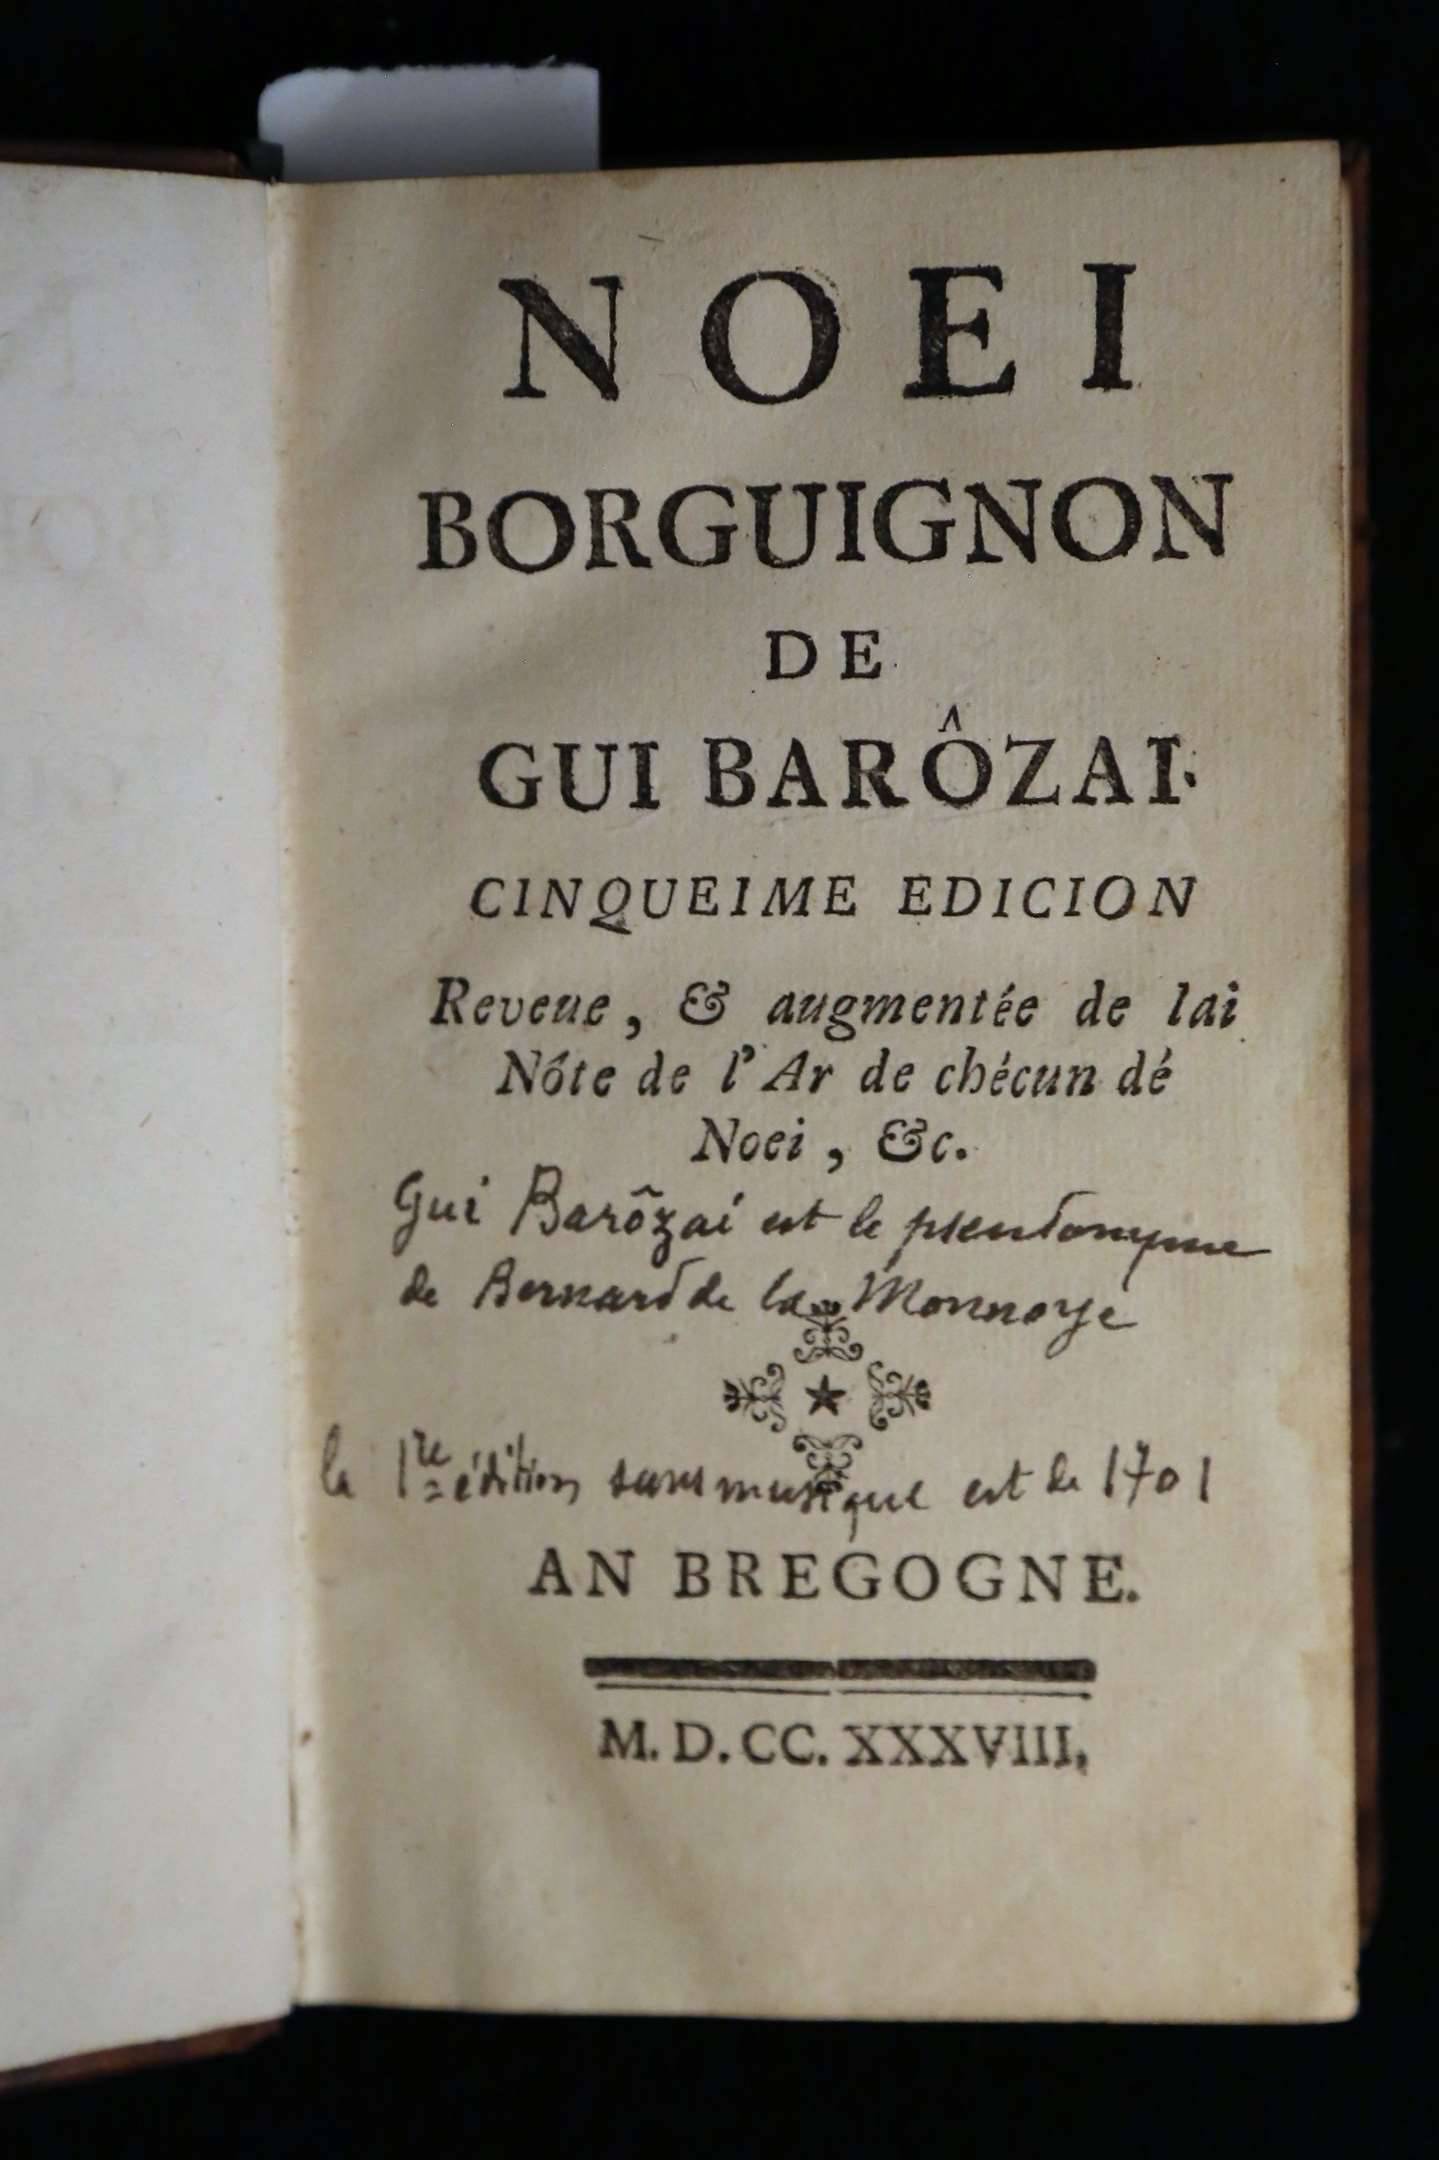 NOEI
BORGUIGNON
DE
GUI BARÔZAI.
CINQUEIME EDICION
Reveue, & augmentée de lai
Nôte de l'Ar de chécun dé
Noei, &c.
Gui Barôzai est le pseudonyme
de Bernard de la Monnoye
la 1re édition sans musique est de 1701
AN BREGOGNE.
M. D. CC. XXXVIII,